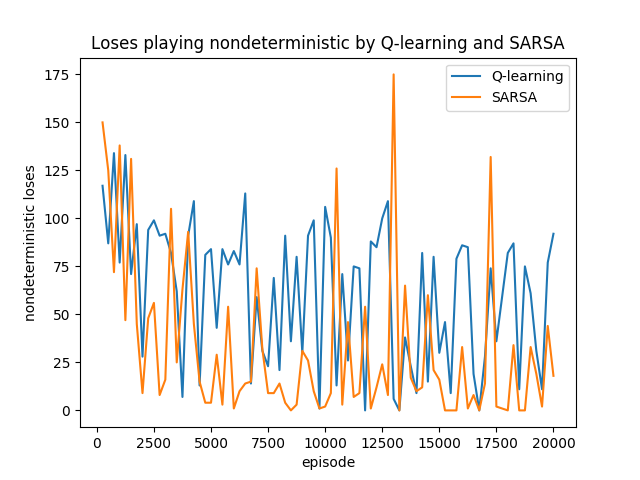 Loses playing nondeterministic by Q-learning and SARSA
175
150
125
100
75
50
25
0
nondeterministic loses
Q-learning
SARSA
0 2500 5000 7500 10000 12500 15000 17500 20000
episode